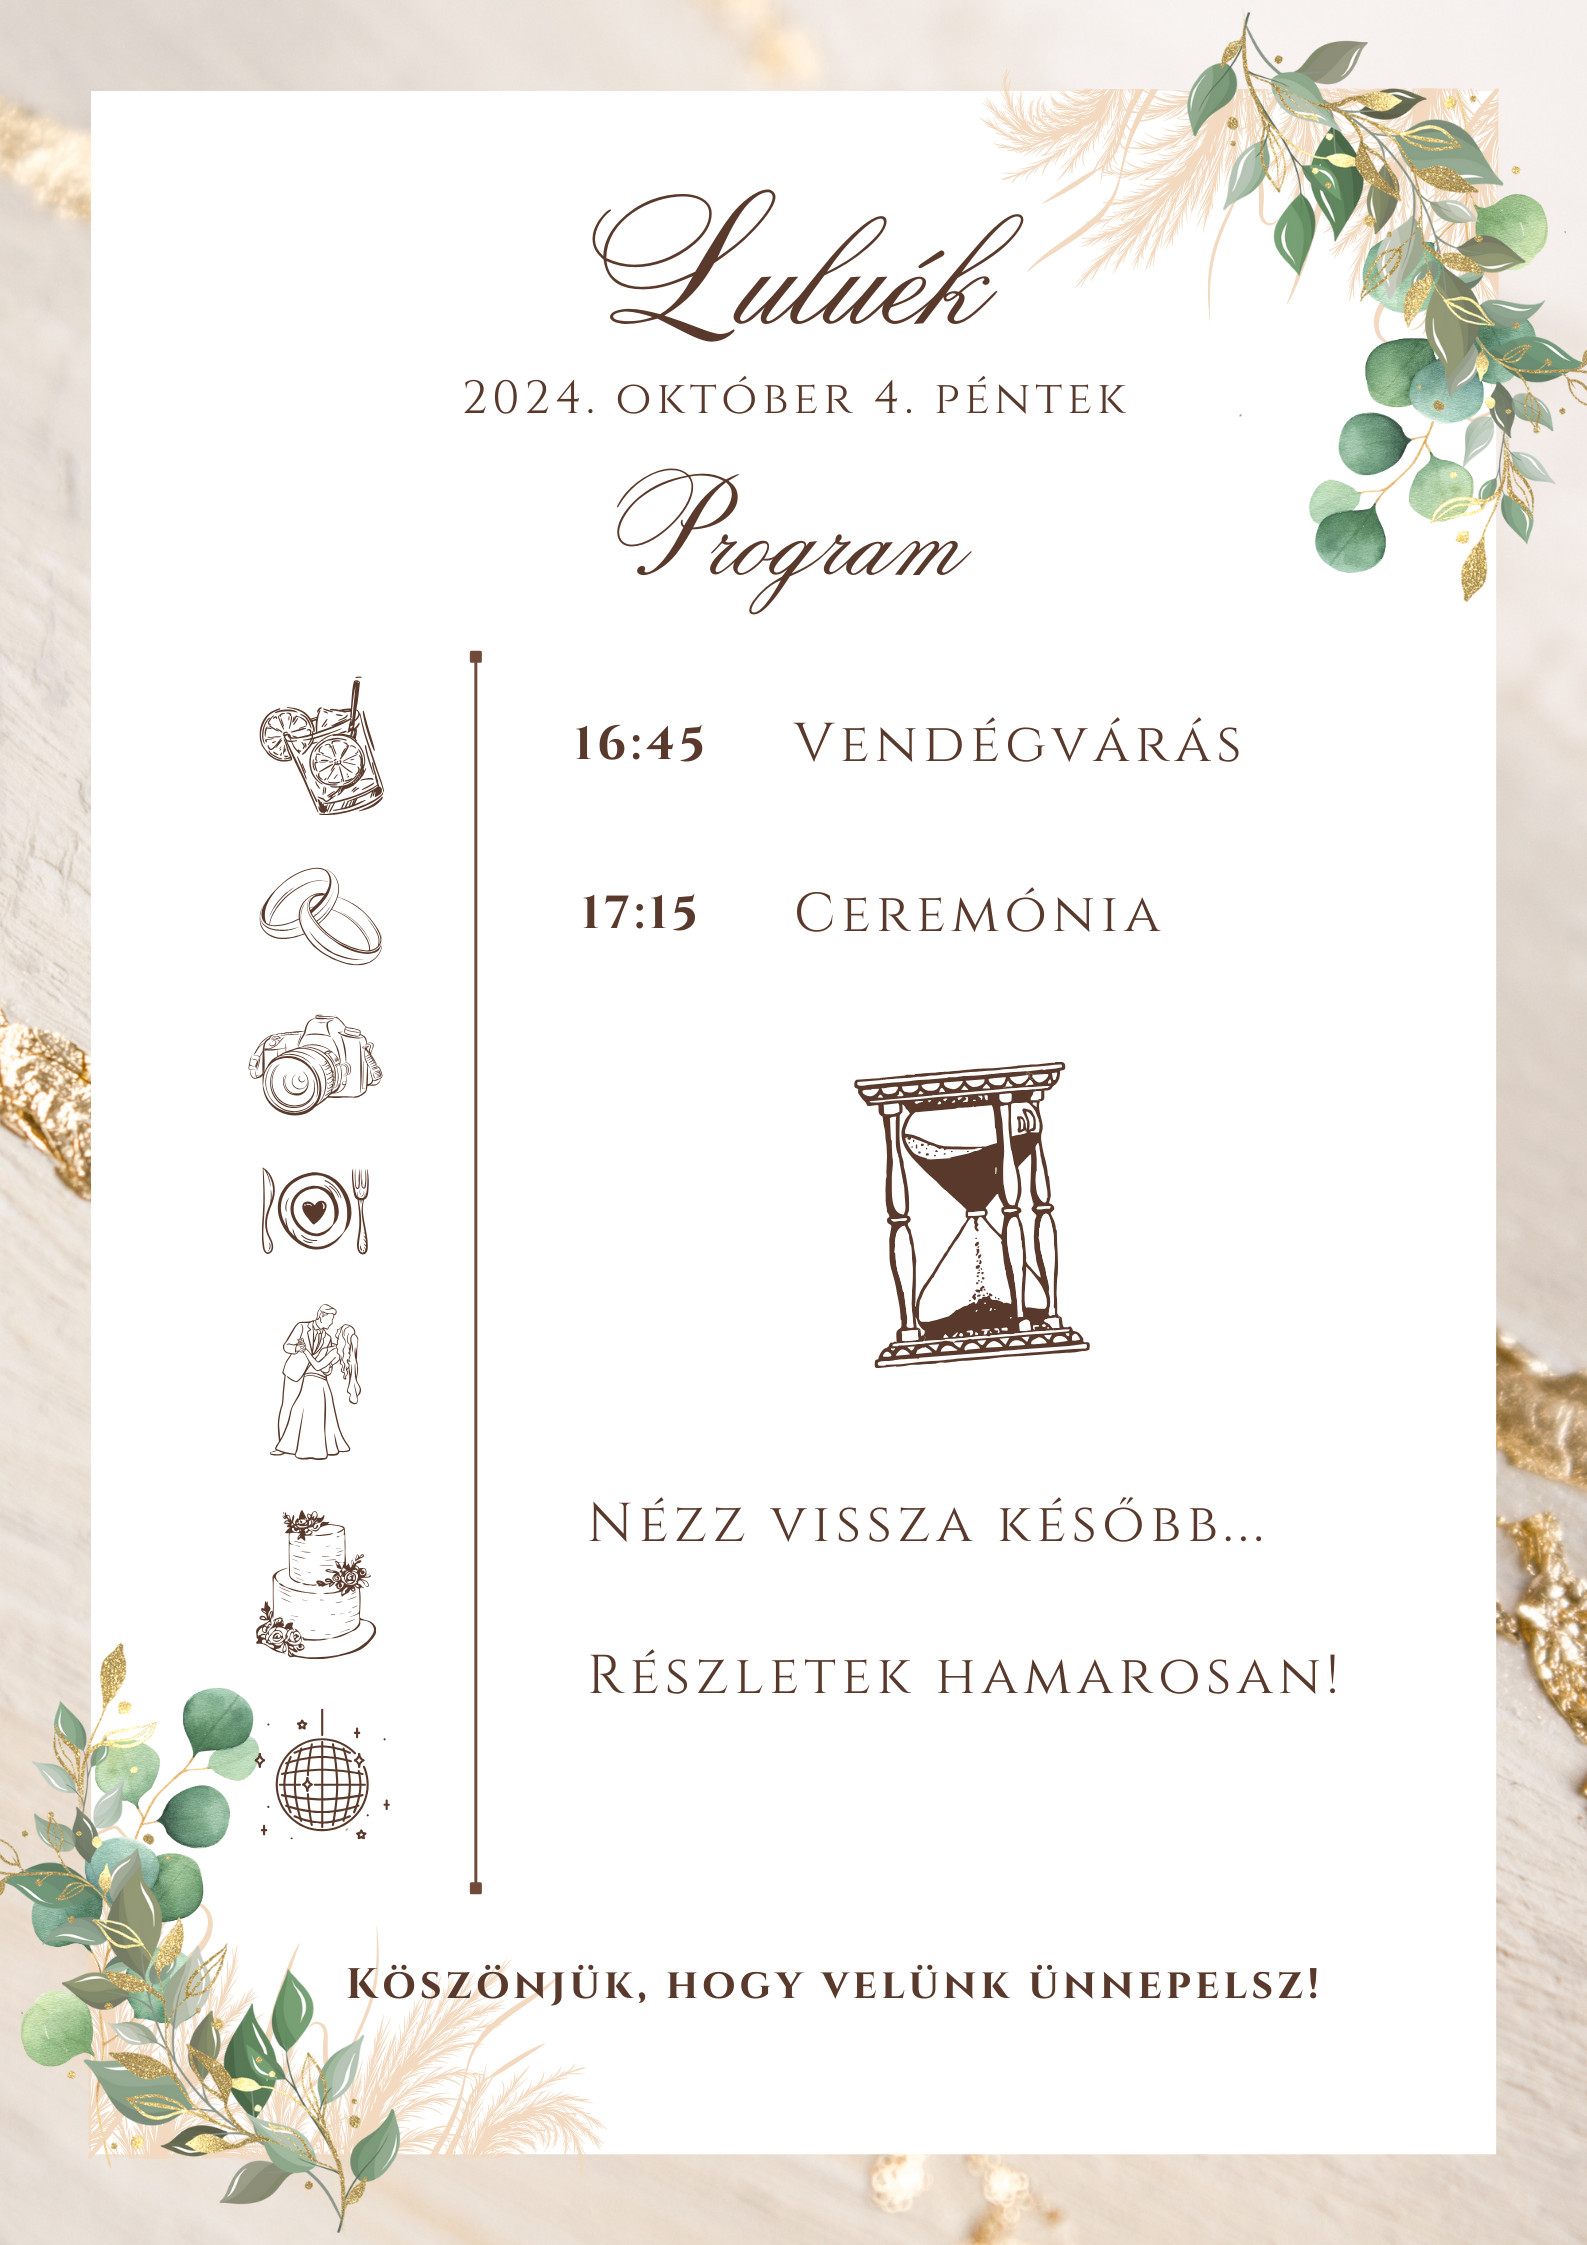 Luluék
2024. október 4. péntek
Program
16:45 Vendégvárás
17:15 Ceremónia
Nézz vissza később...
Részletek hamarosan!
Köszönjük, hogy velünk ünnepelsz!